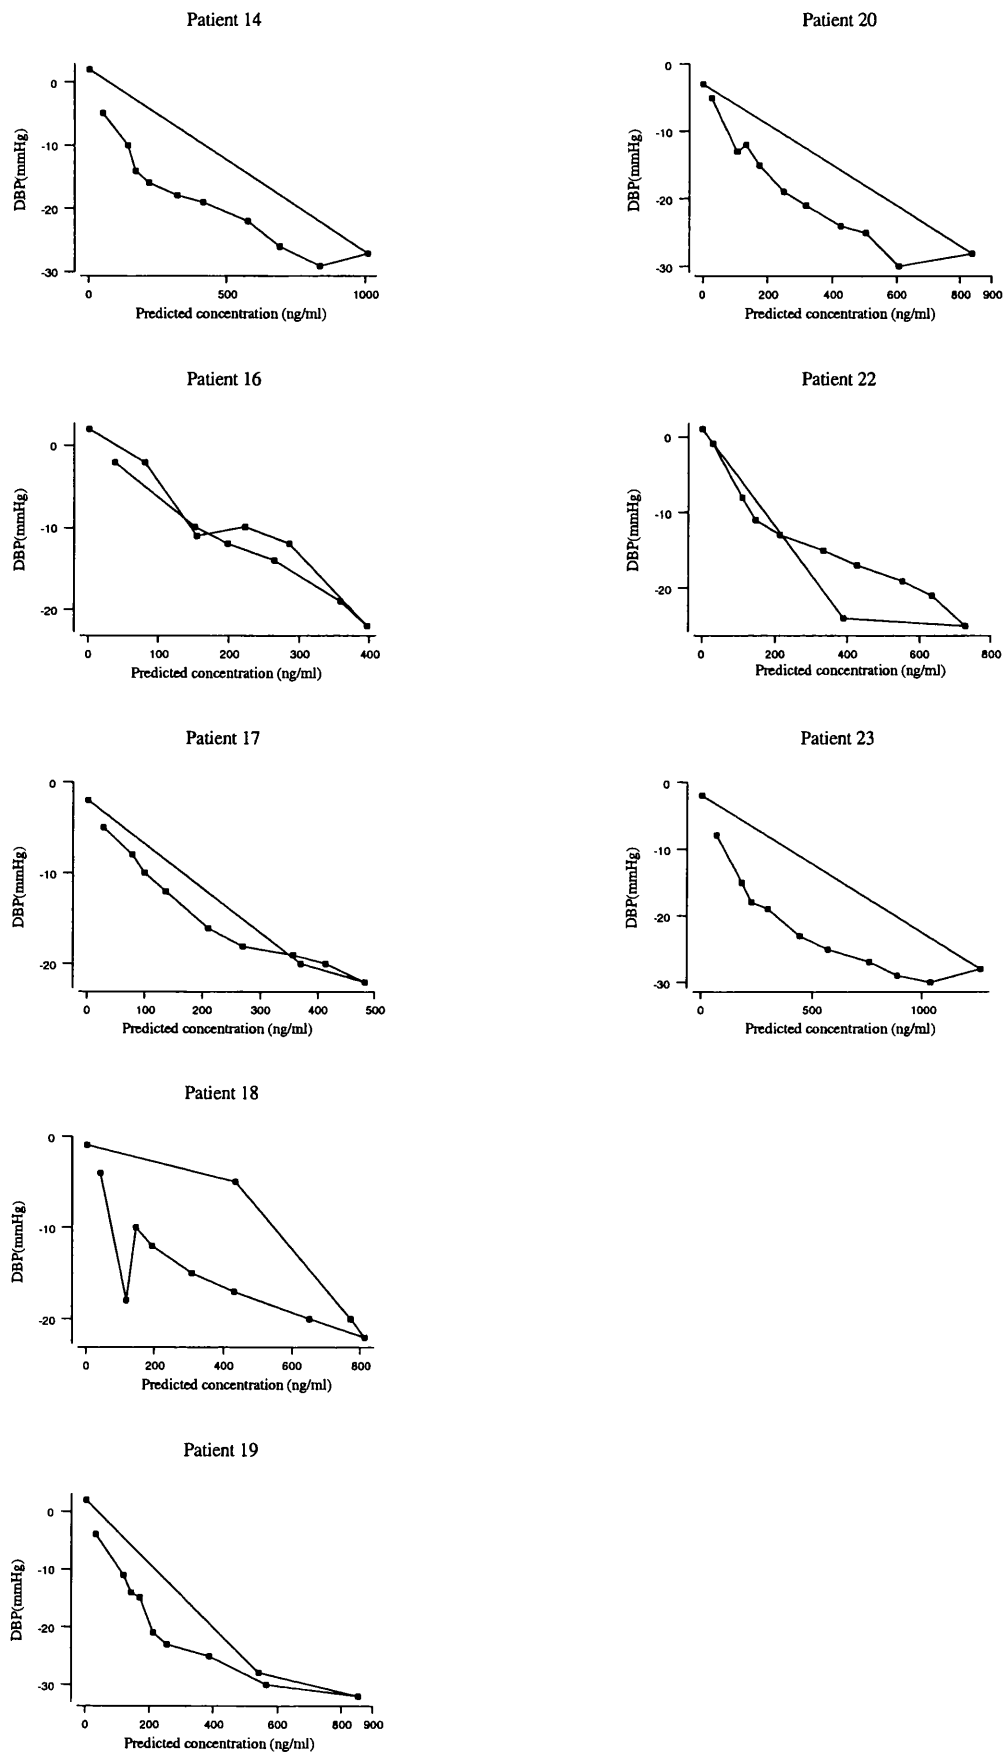 Patient 14
0
-10
-20
-30
DBP(mmHg)
0 500 1000
Predicted concentration (ng/ml)
Patient 20
0
-10
-20
-30
DBP(mmHg)
0 200 400 600 800 900
Predicted concentration (ng/ml)
Patient 16
0
-10
-20
DBP(mmHg)
0 100 200 300 400
Predicted concentration (ng/ml)
Patient 22
0
-10
-20
DBP(mmHg)
0 200 400 600 800
Predicted concentration (ng/ml)
Patient 17
0
-10
-20
DBP(mmHg)
0 100 200 300 400 500
Predicted concentration (ng/ml)
Patient 23
0
-10
-20
-30
DBP(mmHg)
0 500 1000
Predicted concentration (ng/ml)
Patient 18
0
-10
-20
DBP(mmHg)
0 200 400 600 800
Predicted concentration (ng/ml)
Patient 19
0
-10
-20
-30
DBP(mmHg)
0 200 400 600 800 900
Predicted concentration (ng/ml)